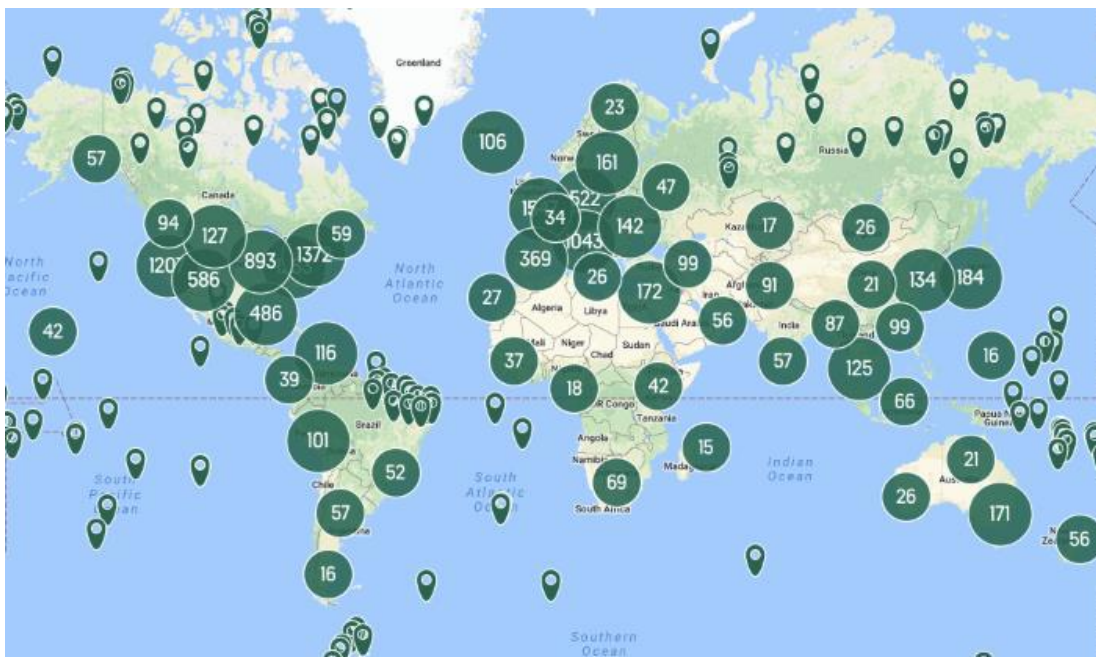 Greenland
23
106
Norway
161
57
Russia
Canada
522
47
94
34
17
26
127
142
59
1372
893
North
Pacific
Ocean
586
369
99
134
184
North
Atlantic
Ocean
26
91
21
27
172
Algeria
Libya
486
56
India
87
99
42
Mali
Niger
Chad
Sudan
116
57
16
37
125
39
18
42
66
DR Congo
Tanzania
Papua New
Guinea
Brazil
101
Angola
15
Indian
Ocean
21
52
Namibia
South
Pacific
Ocean
South
Atlantic
Ocean
69
26
Chile
57
South Africa
171
56
16
Southern
Ocean